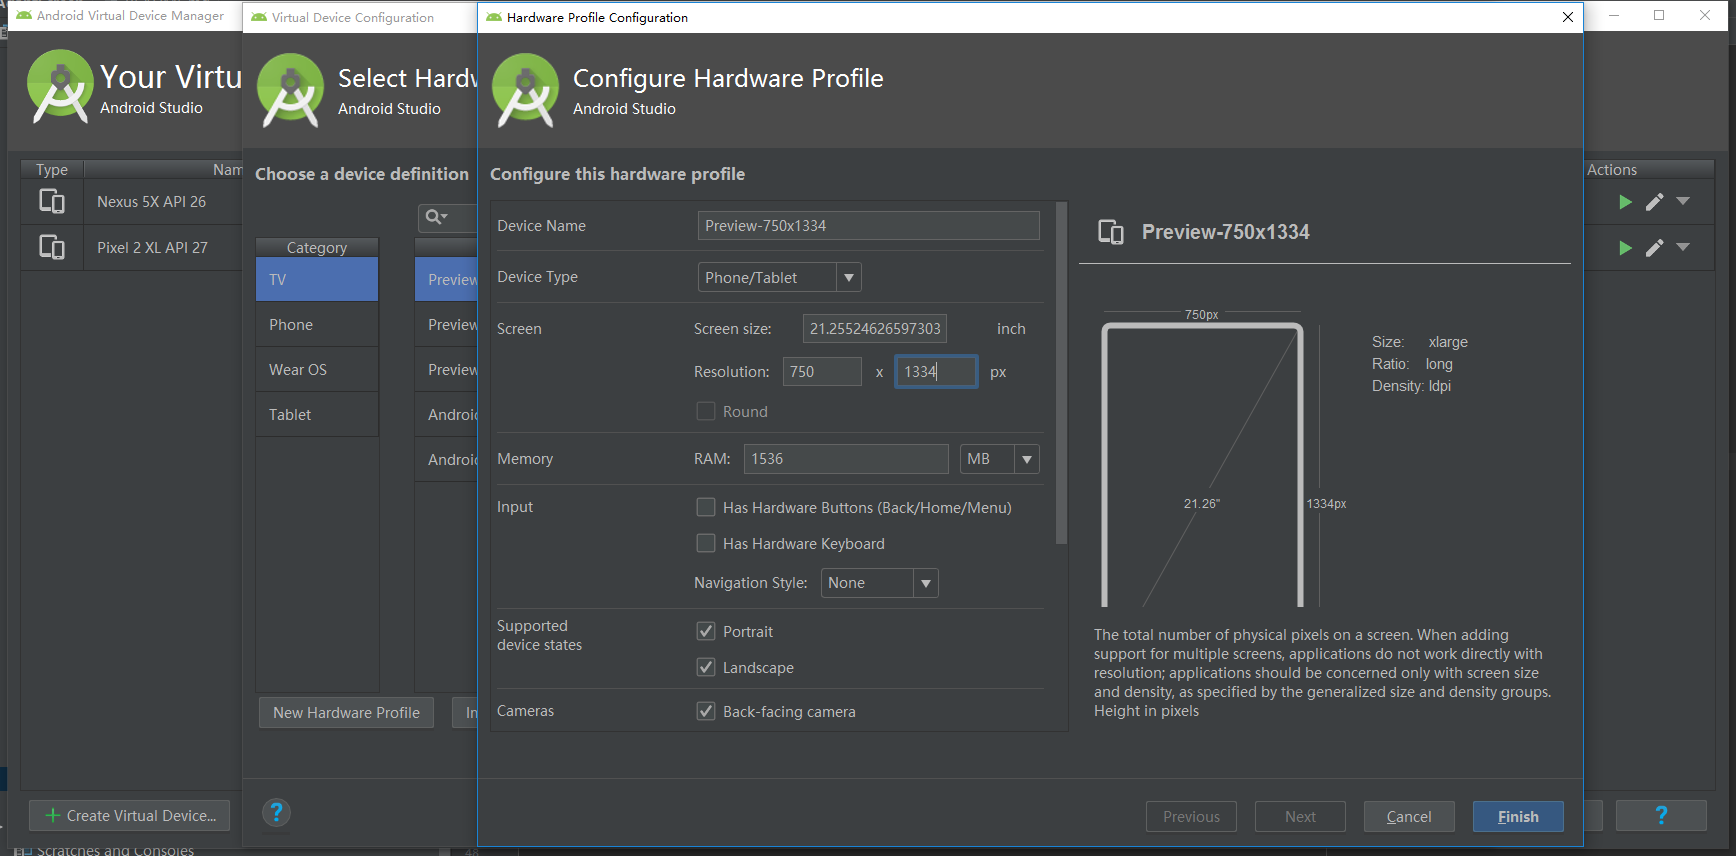 Android Virtual Device Manager
Your Virtu
Android Studio
Type
Nam
Nexus 5X API 26
Pixel 2 XL API 27
Create Virtual Device...
Scratches and Consoles
48
Virtual Device Configuration
Select Hardw
Android Studio
Choose a device definition
Category
TV
Phone
Wear OS
Tablet
Preview
Preview
Preview
Android
Android
New Hardware Profile
Im
?
Hardware Profile Configuration
Configure Hardware Profile
Android Studio
Configure this hardware profile
Device Name
Preview-750x1334
Device Type
Phone/Tablet
Screen
Screen size:
21.25524626597303
inch
Resolution:
750
x
1334
px
Round
Memory
RAM:
1536
MB
Input
Has Hardware Buttons (Back/Home/Menu)
Has Hardware Keyboard
Navigation Style:
None
Supported
device states
Portrait
Landscape
Cameras
Back-facing camera
Preview-750x1334
750px
21.26"
1334px
Size: xlarge
Ratio: long
Density: ldpi
The total number of physical pixels on a screen. When adding
support for multiple screens, applications do not work directly with
resolution; applications should be concerned only with screen size
and density, as specified by the generalized size and density groups.
Height in pixels
Previous
Next
Cancel
Finish
Actions
?